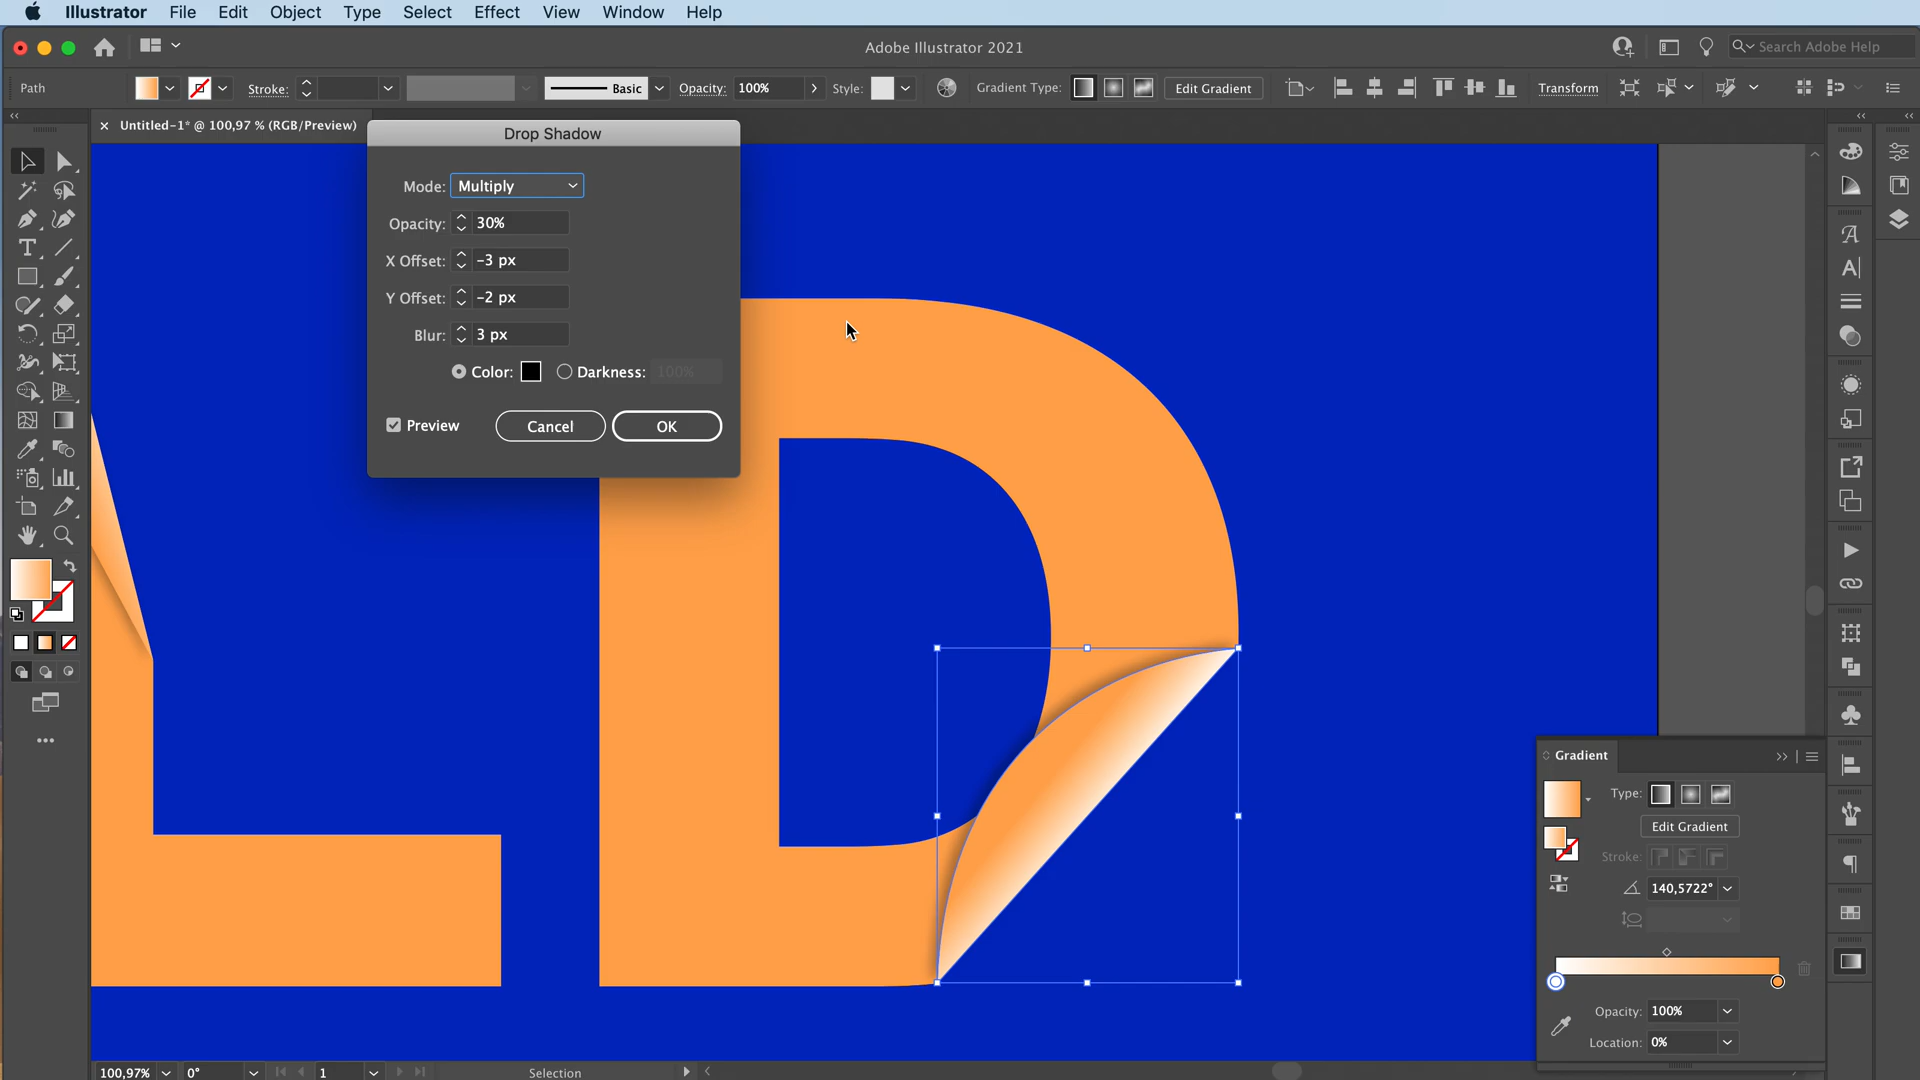 Illustrator File Edit Object Type Select Effect View Window Help
Adobe Illustrator 2021
Search Adobe Help
Path Stroke: Basic Opacity: 100% Style: Gradient Type: Edit Gradient Transform
Untitled-1* @ 100,97 % (RGB/Preview)
Drop Shadow
Mode: Multiply
Opacity: 30%
X Offset: -3 px
Y Offset: -2 px
Blur: 3 px
Color: Darkness: 100%
Preview Cancel OK
D
Gradient
Type:
Edit Gradient
Stroke:
140,5722°
Opacity: 100%
Location: 0%
100,97% 0° 1 Selection